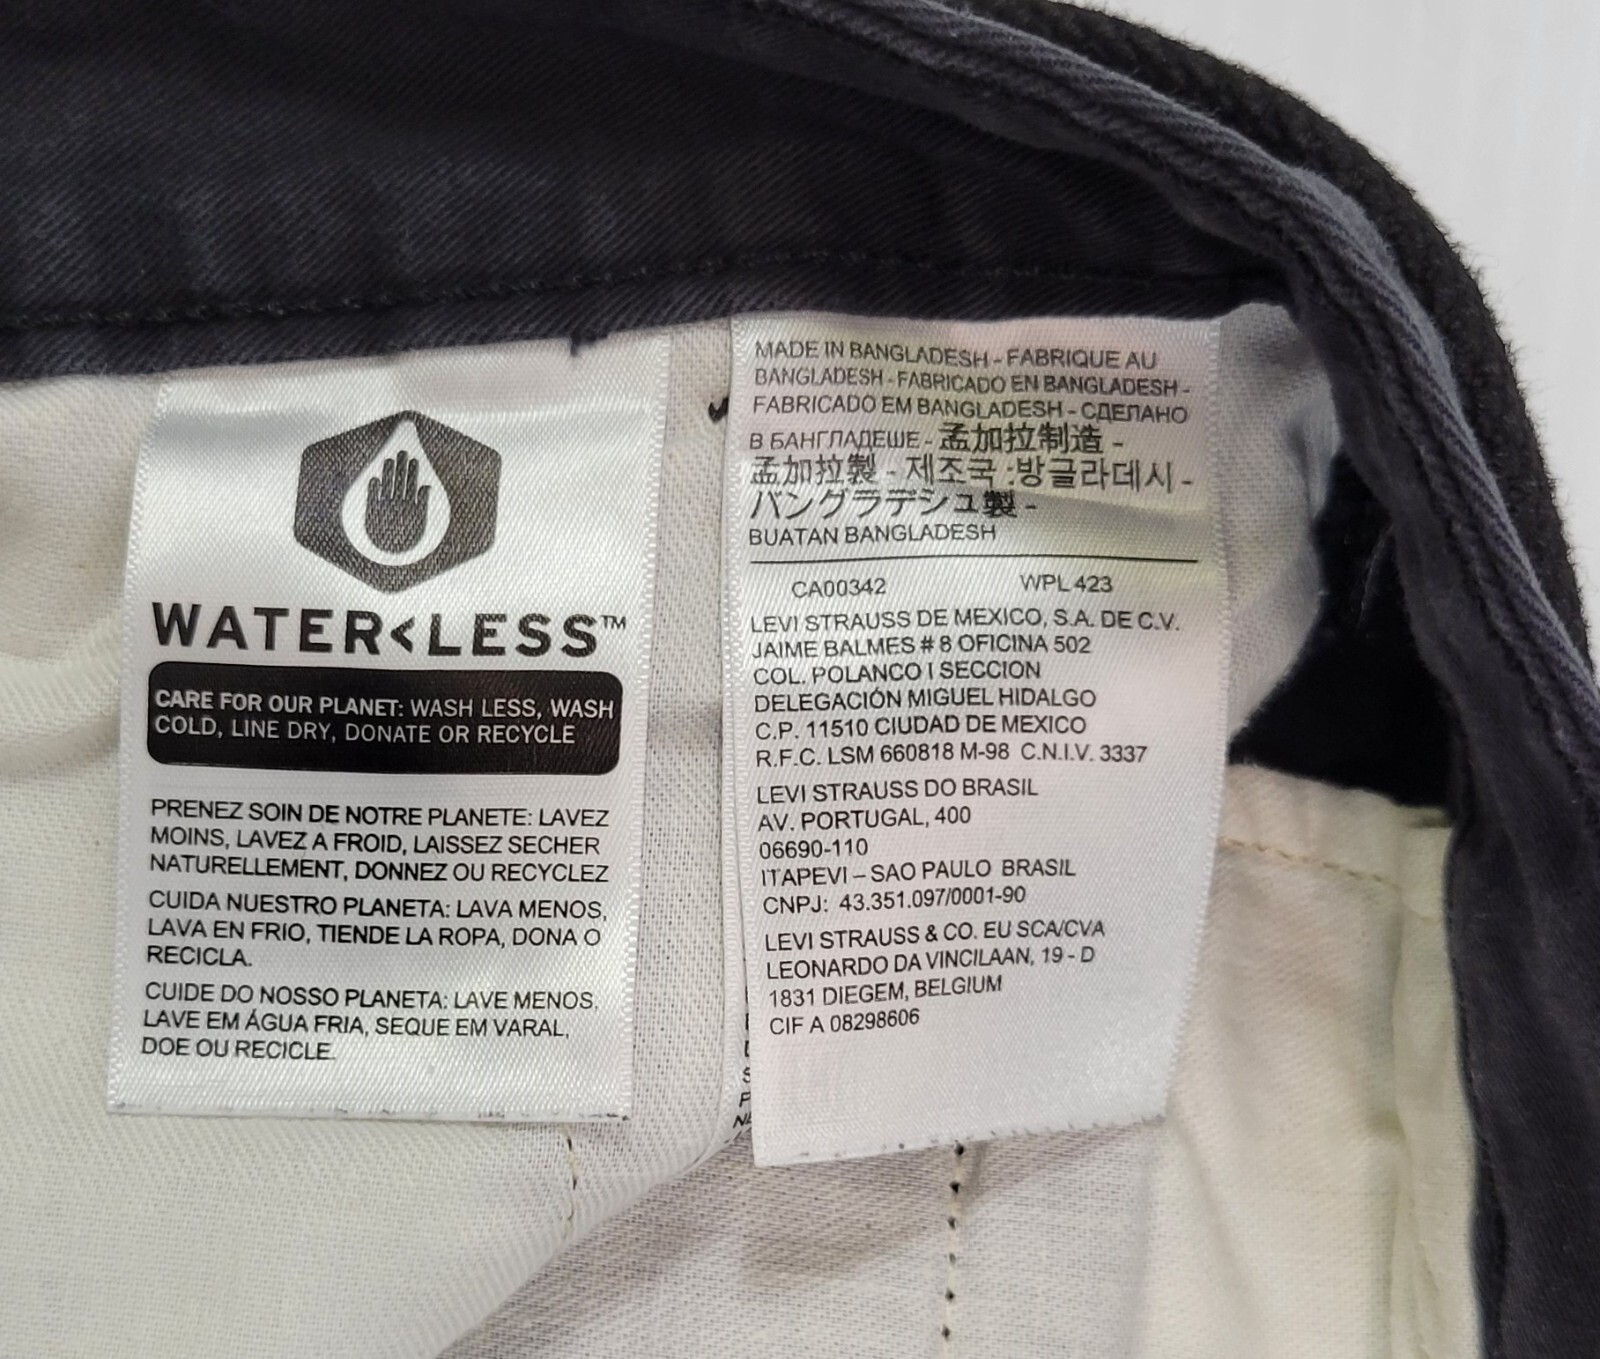 WATER<LESS™
CARE FOR OUR PLANET: WASH LESS, WASH
COLD, LINE DRY, DONATE OR RECYCLE
PRENEZ SOIN DE NOTRE PLANETE: LAVEZ
MOINS, LAVEZ A FROID, LAISSEZ SECHER
NATURELLEMENT, DONNEZ OU RECYCLEZ
CUIDA NUESTRO PLANETA: LAVA MENOS,
LAVA EN FRIO, TIENDE LA ROPA, DONA O
RECICLA.
CUIDE DO NOSSO PLANETA: LAVE MENOS,
LAVE EM ÁGUA FRIA, SEQUE EM VARAL,
DOE OU RECICLE.
MADE IN BANGLADESH - FABRIQUE AU
BANGLADESH - FABRICADO EN BANGLADESH -
FABRICADO EM BANGLADESH - СДЕЛАНО
В БАНГЛАДЕШЕ - 孟加拉制造 -
孟加拉製 - 제조국 :방글라데시 -
バングラデシュ製 -
BUATAN BANGLADESH
CA00342 WPL 423
LEVI STRAUSS DE MEXICO, S.A. DE C.V.
JAIME BALMES # 8 OFICINA 502
COL. POLANCO I SECCION
DELEGACIÓN MIGUEL HIDALGO
C.P. 11510 CIUDAD DE MEXICO
R.F.C. LSM 660818 M-98 C.N.I.V. 3337
LEVI STRAUSS DO BRASIL
AV. PORTUGAL, 400
06690-110
ITAPEVI – SAO PAULO BRASIL
CNPJ: 43.351.097/0001-90
LEVI STRAUSS & CO. EU SCA/CVA
LEONARDO DA VINCILAAN, 19 - D
1831 DIEGEM, BELGIUM
CIF A 08298606